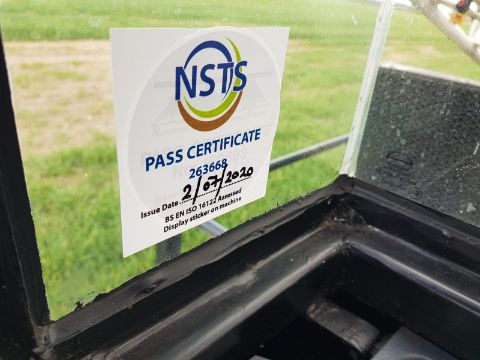 NSTS
PASS CERTIFICATE
263668
Issue Date 2/07/2020
BS EN ISO 16122 Assessed
Display sticker on machine